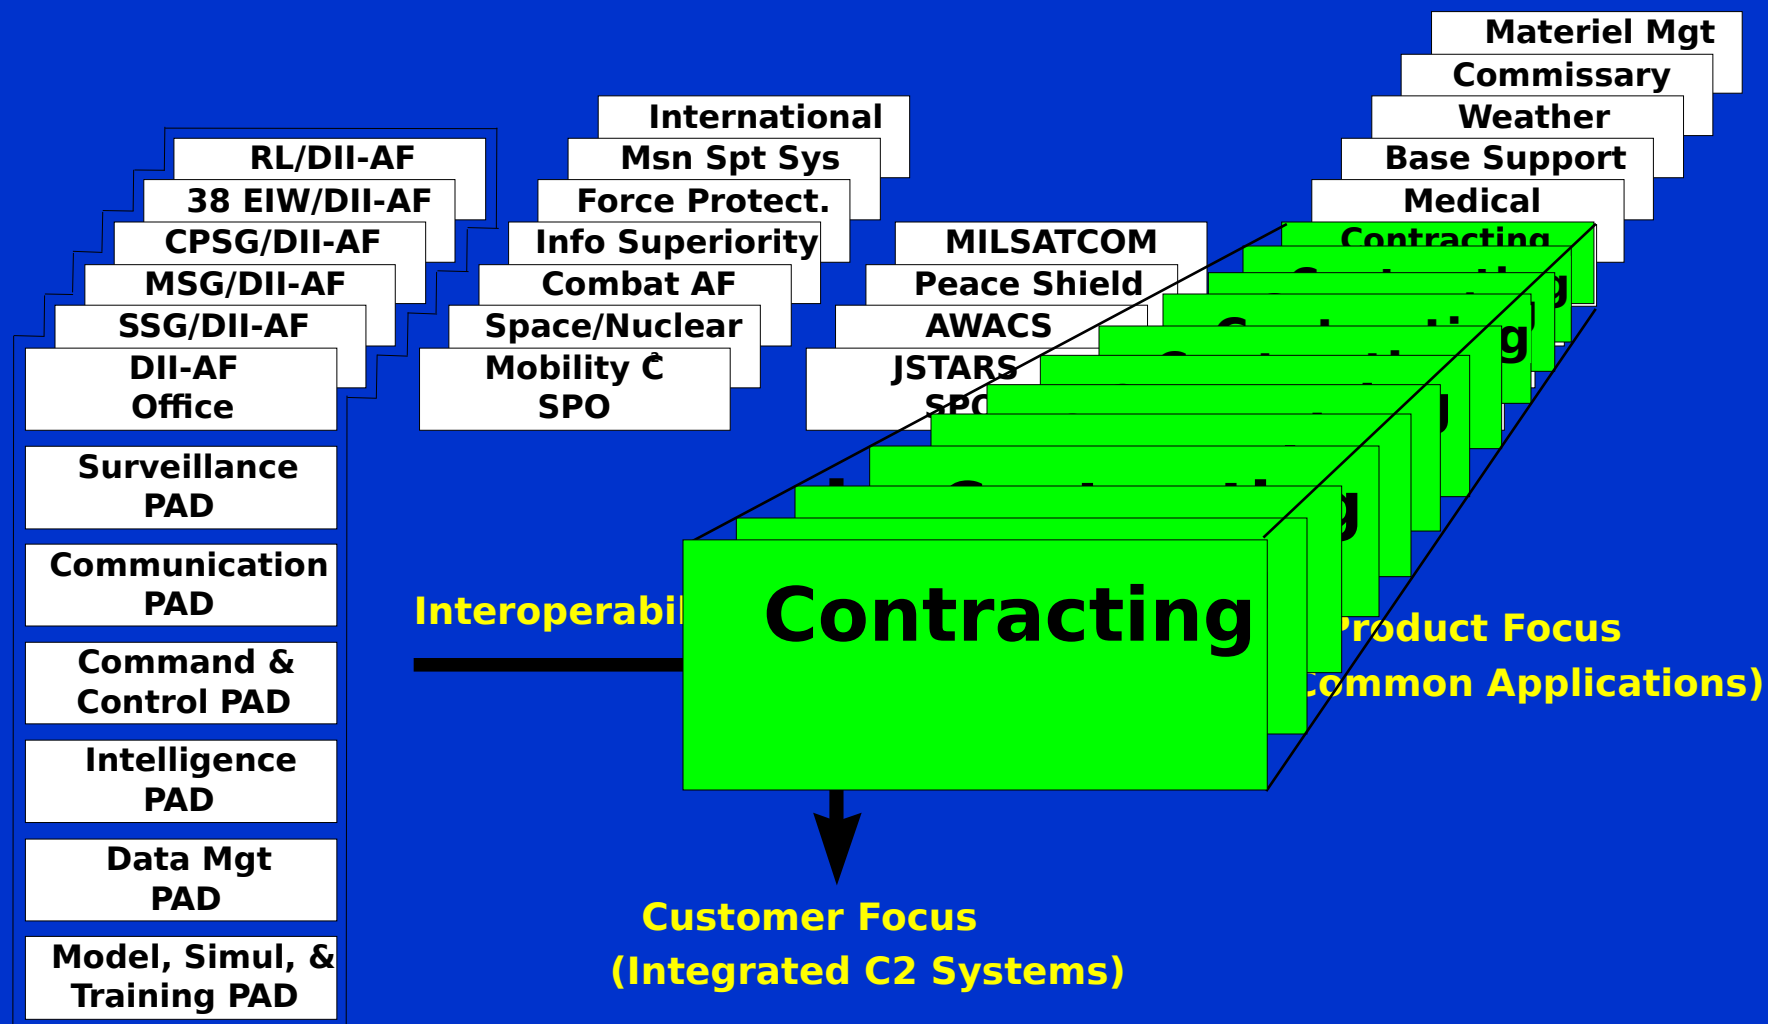 Materiel Mgt
Commissary
Weather
Base Support
Medical
Contracting
International
Msn Spt Sys
Force Protect.
Info Superiority
Combat AF
Space/Nuclear
Mobility C2
SPO
RL/DII-AF
38 EIW/DII-AF
CPSG/DII-AF
MSG/DII-AF
SSG/DII-AF
DII-AF
Office
MILSATCOM
Peace Shield
AWACS
JSTARS
SPO
Surveillance
PAD
Communication
PAD
Command &
Control PAD
Intelligence
PAD
Data Mgt
PAD
Model, Simul, &
Training PAD
Interoperabil
Contracting
Product Focus
Common Applications)
Customer Focus
(Integrated C2 Systems)